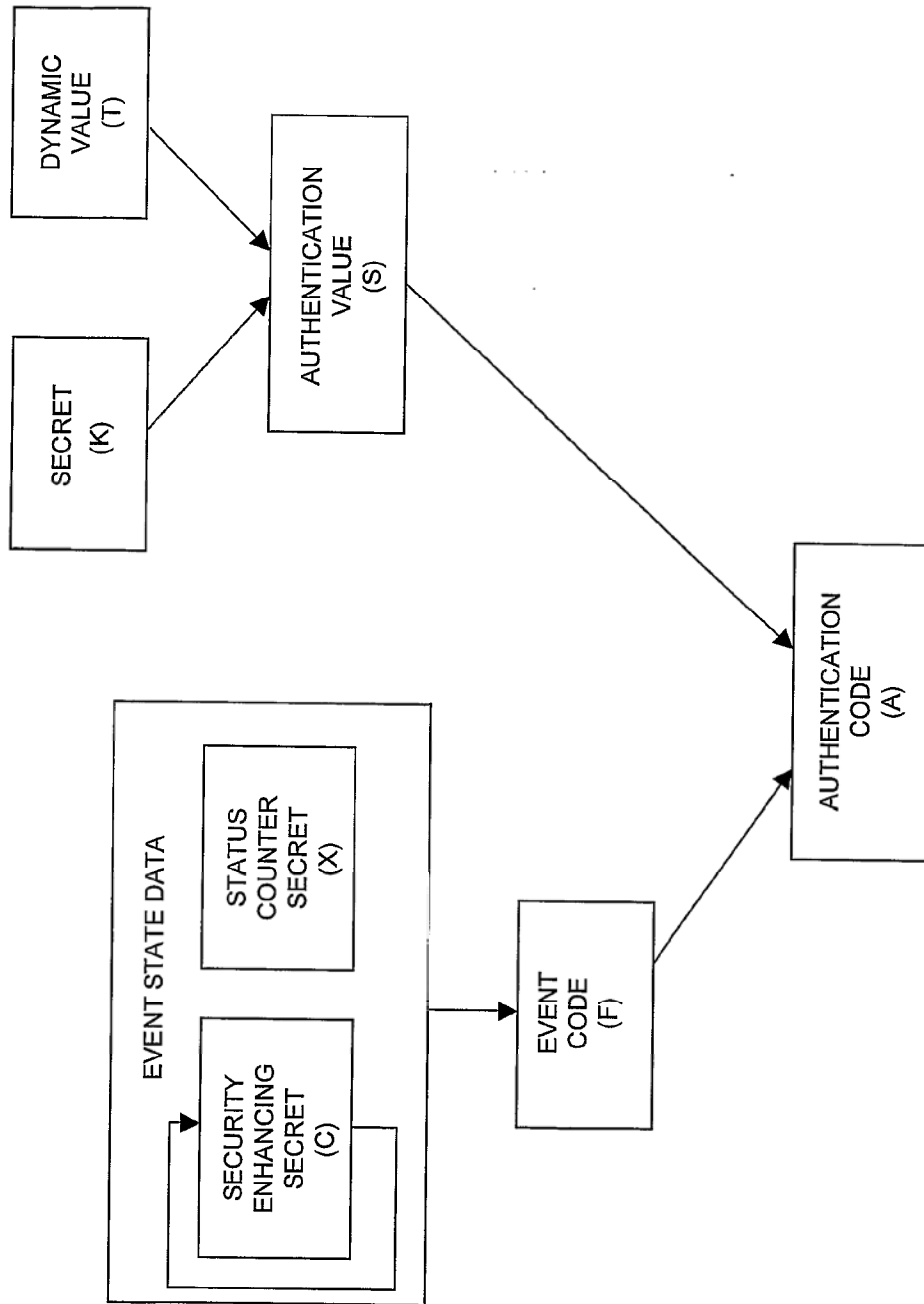 EVENT STATE DATA
SECURITY
ENHANCING
SECRET
(C)
STATUS
COUNTER
SECRET
(X)
SECRET
(K)
DYNAMIC
VALUE
(T)
AUTHENTICATION
VALUE
(S)
EVENT
CODE
(F)
AUTHENTICATION
CODE
(A)